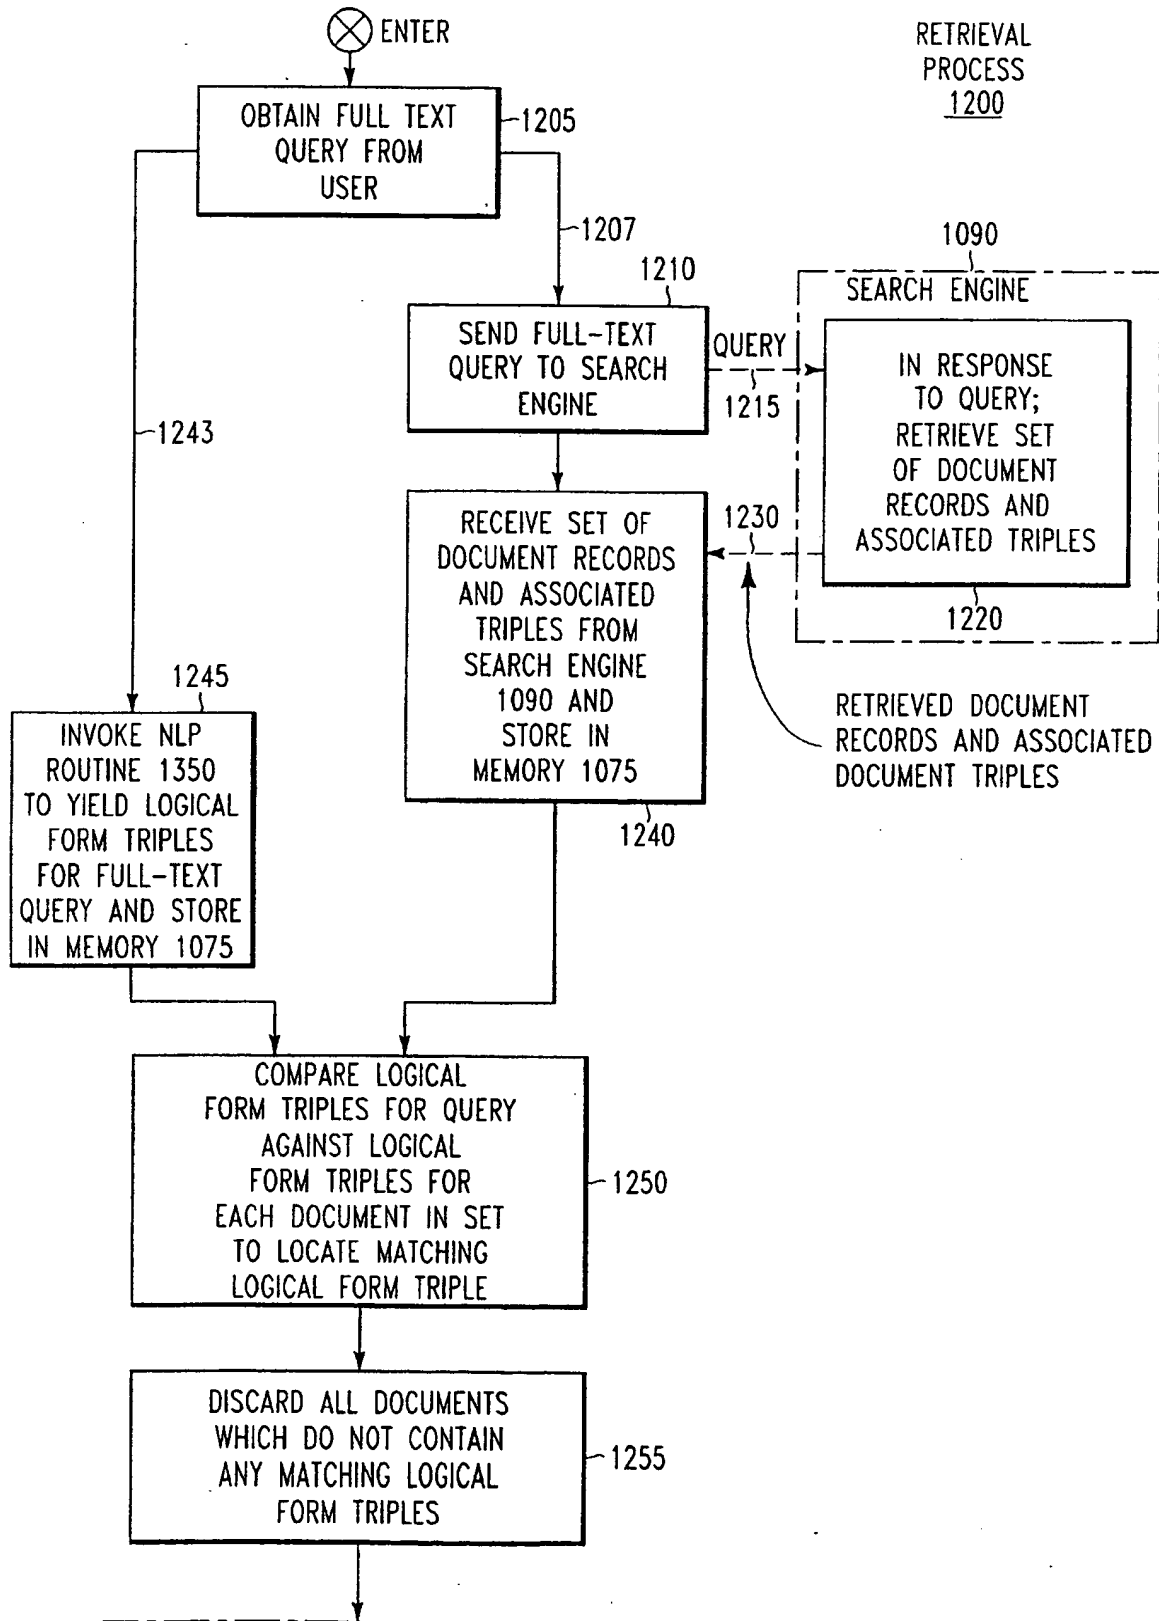 ENTER
RETRIEVAL
PROCESS
1200
OBTAIN FULL TEXT
QUERY FROM
USER
1205
1207
1243
1210
SEND FULL-TEXT
QUERY TO SEARCH
ENGINE
QUERY
1215
1090
SEARCH ENGINE
IN RESPONSE
TO QUERY;
RETRIEVE SET
OF DOCUMENT
RECORDS AND
ASSOCIATED TRIPLES
1220
1230
RETRIEVED DOCUMENT
RECORDS AND ASSOCIATED
DOCUMENT TRIPLES
RECEIVE SET OF
DOCUMENT RECORDS
AND ASSOCIATED
TRIPLES FROM
SEARCH ENGINE
1090 AND
STORE IN
MEMORY 1075
1240
1245
INVOKE NLP
ROUTINE 1350
TO YIELD LOGICAL
FORM TRIPLES
FOR FULL-TEXT
QUERY AND STORE
IN MEMORY 1075
COMPARE LOGICAL
FORM TRIPLES FOR QUERY
AGAINST LOGICAL
FORM TRIPLES FOR
EACH DOCUMENT IN SET
TO LOCATE MATCHING
LOGICAL FORM TRIPLE
1250
DISCARD ALL DOCUMENTS
WHICH DO NOT CONTAIN
ANY MATCHING LOGICAL
FORM TRIPLES
1255